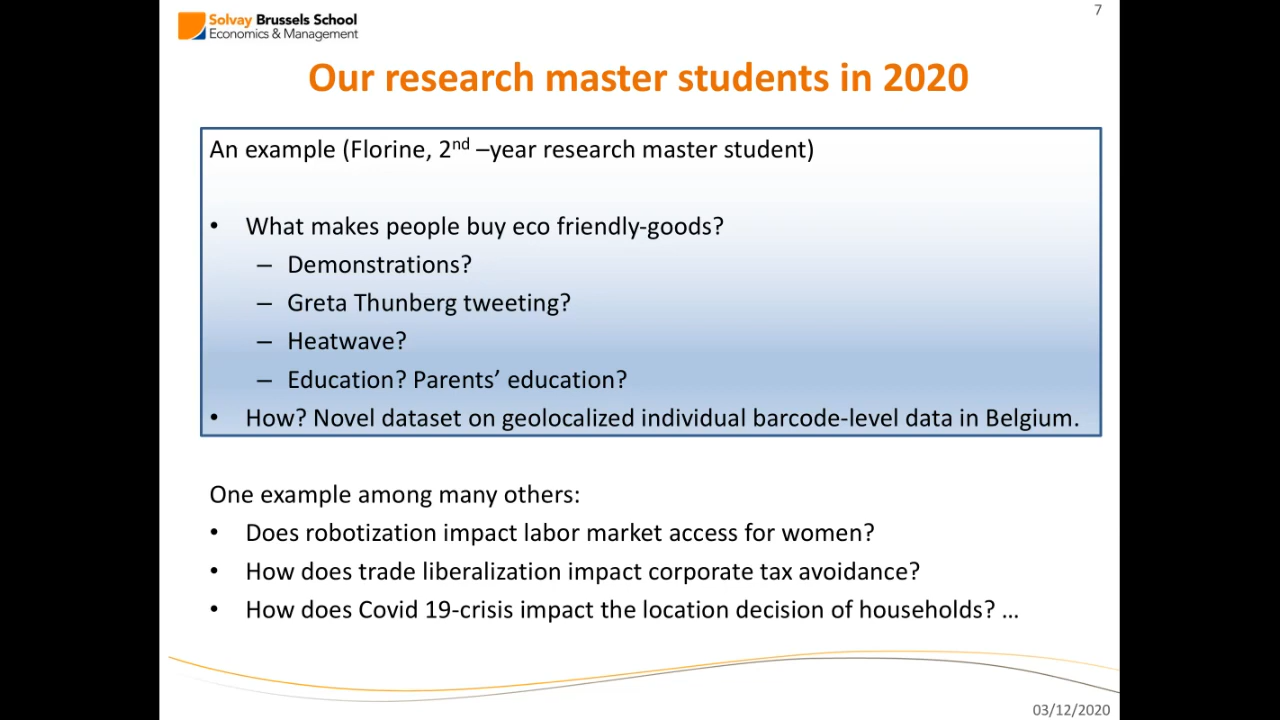 Solvay Brussels School
Economics & Management
7
Our research master students in 2020
An example (Florine, 2nd –year research master student)
• What makes people buy eco friendly-goods?
– Demonstrations?
– Greta Thunberg tweeting?
– Heatwave?
– Education? Parents’ education?
• How? Novel dataset on geolocalized individual barcode-level data in Belgium.
One example among many others:
• Does robotization impact labor market access for women?
• How does trade liberalization impact corporate tax avoidance?
• How does Covid 19-crisis impact the location decision of households? …
03/12/2020